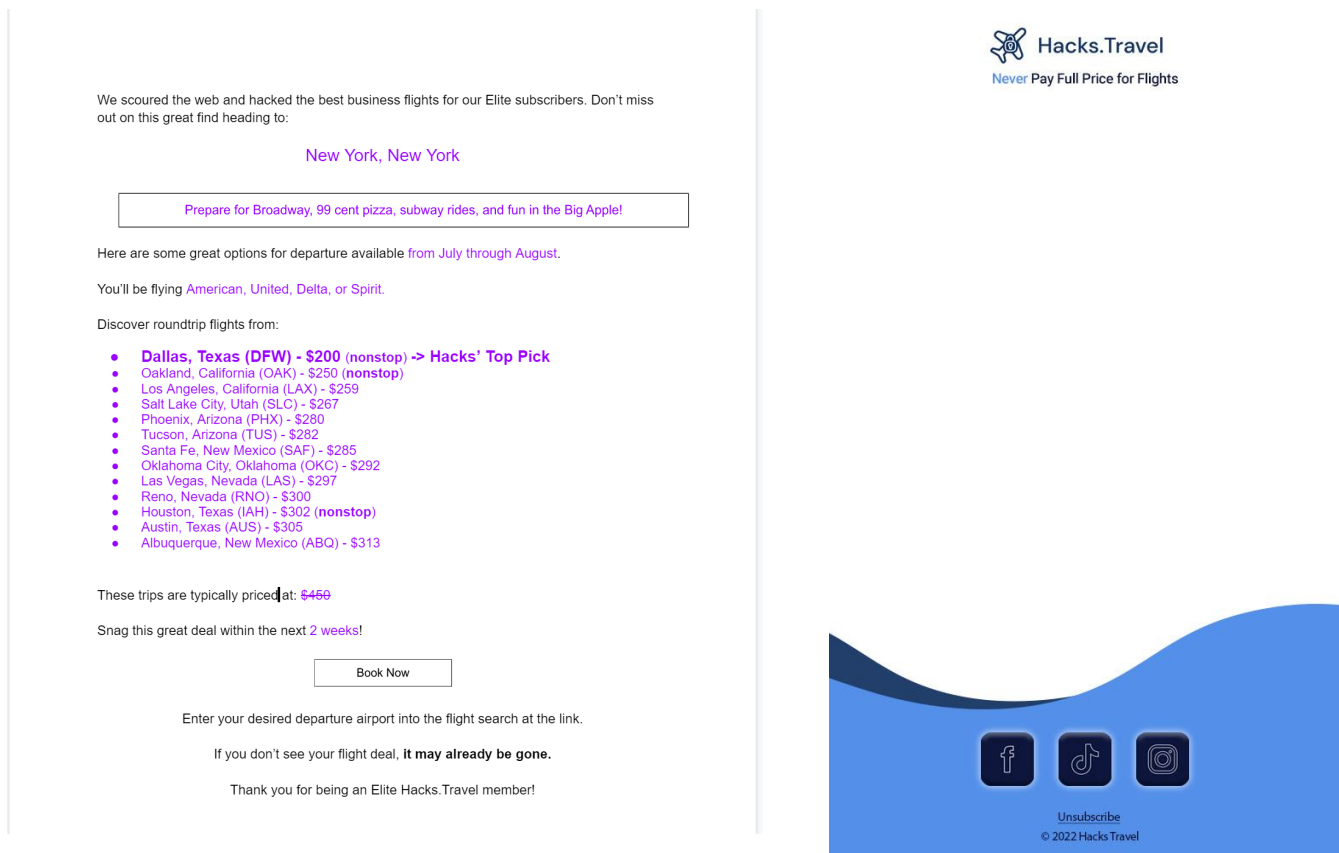 We scoured the web and hacked the best business flights for our Elite subscribers. Don't miss
out on this great find heading to:
New York, New York
Prepare for Broadway, 99 cent pizza, subway rides, and fun in the Big Apple!
Here are some great options for departure available from July through August.
You'll be flying American, United, Delta, or Spirit.
Discover roundtrip flights from:
● Dallas, Texas (DFW) - $200 (nonstop) -> Hacks' Top Pick
● Oakland, California (OAK) - $250 (nonstop)
● Los Angeles, California (LAX) - $259
● Salt Lake City, Utah (SLC) - $267
● Phoenix, Arizona (PHX) - $280
● Tucson, Arizona (TUS) - $282
● Santa Fe, New Mexico (SAF) - $285
● Oklahoma City, Oklahoma (OKC) - $292
● Las Vegas, Nevada (LAS) - $297
● Reno, Nevada (RNO) - $300
● Houston, Texas (IAH) - $302 (nonstop)
● Austin, Texas (AUS) - $305
● Albuquerque, New Mexico (ABQ) - $313
These trips are typically priced at: $450
Snag this great deal within the next 2 weeks!
Book Now
Enter your desired departure airport into the flight search at the link.
If you don't see your flight deal, it may already be gone.
Thank you for being an Elite Hacks.Travel member!
Hacks.Travel
Never Pay Full Price for Flights
Unsubscribe
© 2022 Hacks Travel